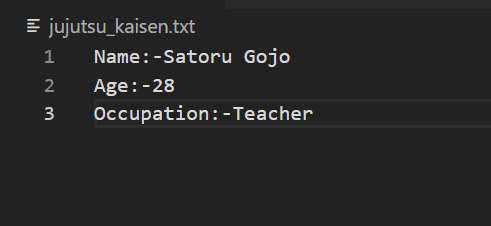 jujutsu_kaisen.txt
1 Name:-Satoru Gojo
2 Age:-28
3 Occupation:-Teacher